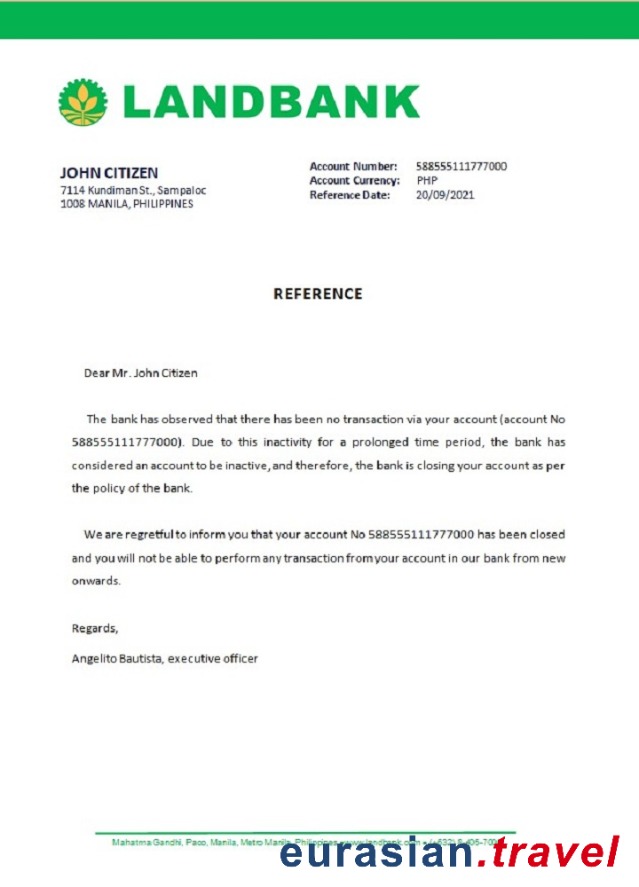 LANDBANK
JOHN CITIZEN
7114 Kundiman St., Sampaloc
1008 MANILA, PHILIPPINES
Account Number: 588555111777000
Account Currency: PHP
Reference Date: 20/09/2021
REFERENCE
Dear Mr. John Citizen
The bank has observed that there has been no transaction via your account (account No
588555111777000). Due to this inactivity for a prolonged time period, the bank has
considered an account to be inactive, and therefore, the bank is closing your account as per
the policy of the bank.
We are regretful to inform you that your account No 588555111777000 has been closed
and you will not be able to perform any transaction from your account in our bank from new
onwards.
Regards,
Angelito Bautista, executive officer
Mahatma Gandhi, Paco, Manila, Metro Manila, Philippines
eurasian.travel